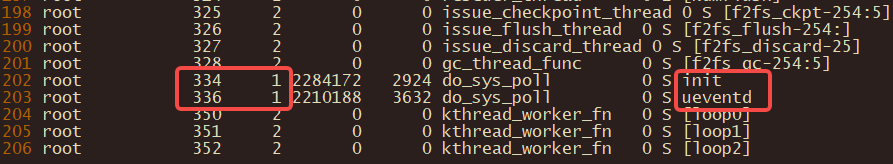 198 root 325 2 0 0 issue_checkpoint_thread 0 S [f2fs_ckpt-254:5]
199 root 326 2 0 0 issue_flush_thread 0 S [f2fs_flush-254:]
200 root 327 2 0 0 issue_discard_thread 0 S [f2fs_discard-25]
201 root 328 2 0 0 gc_thread_func 0 S [f2fs_gc-254:5]
202 root 334 1 2284172 2924 do_sys_poll 0 S init
203 root 336 1 2210188 3632 do_sys_poll 0 S ueventd
204 root 350 2 0 0 kthread_worker_fn 0 S [loop0]
205 root 351 2 0 0 kthread_worker_fn 0 S [loop1]
206 root 352 2 0 0 kthread_worker_fn 0 S [loop2]